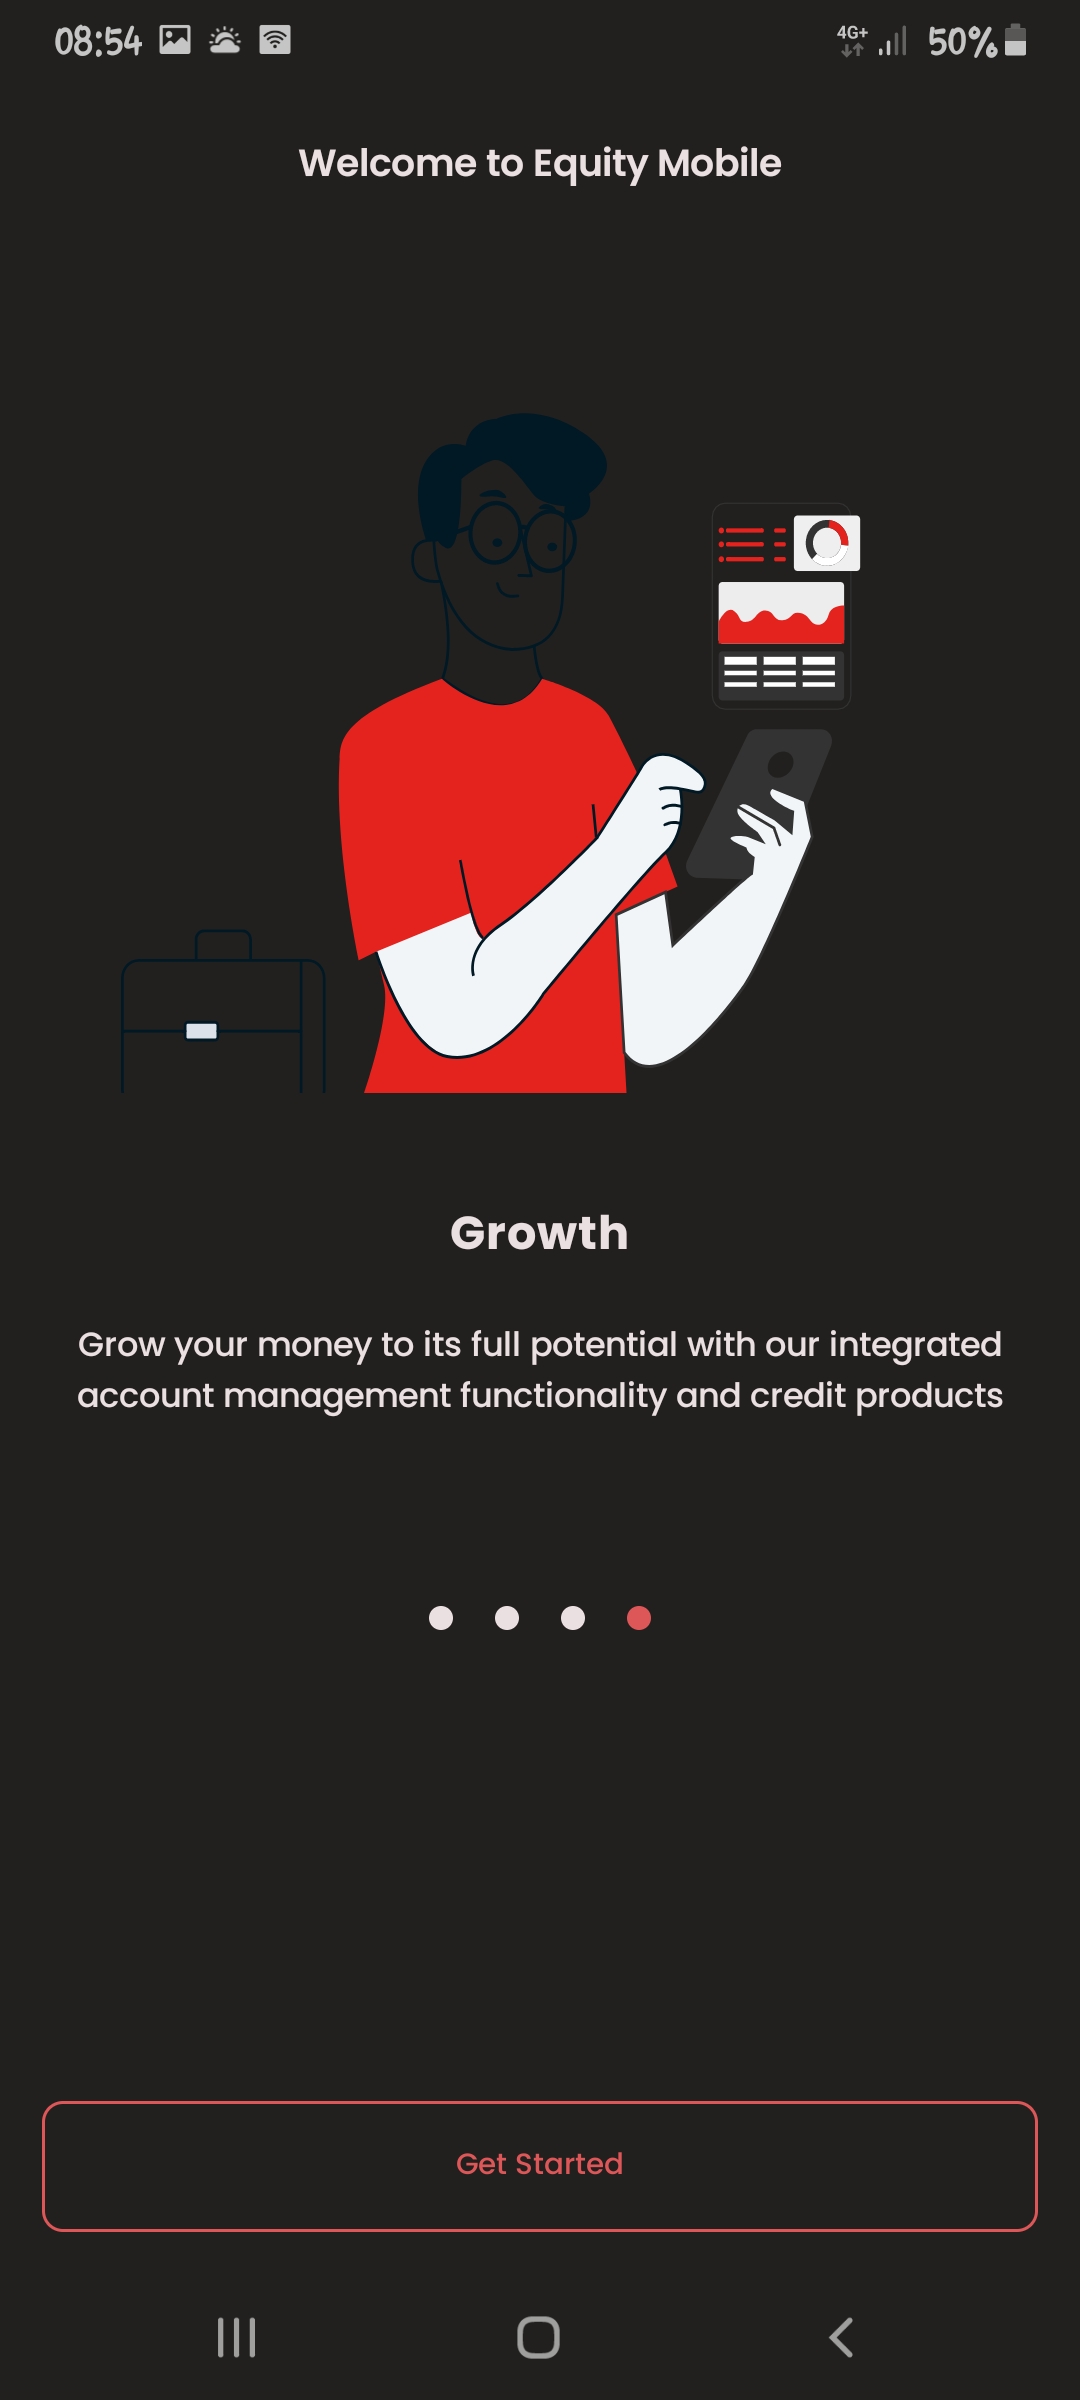 08:54
4G+
50%
Welcome to Equity Mobile
Growth
Grow your money to its full potential with our integrated
account management functionality and credit products
Get Started